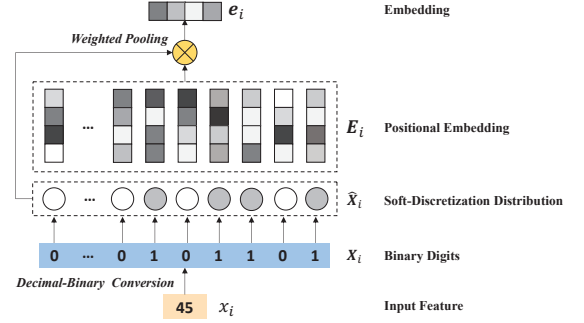 e_i Embedding
Weighted Pooling
... E_i Positional Embedding
... X̂_i Soft-Discretization Distribution
0 ... 0 1 0 1 1 0 1 X_i Binary Digits
Decimal-Binary Conversion
45 x_i Input Feature